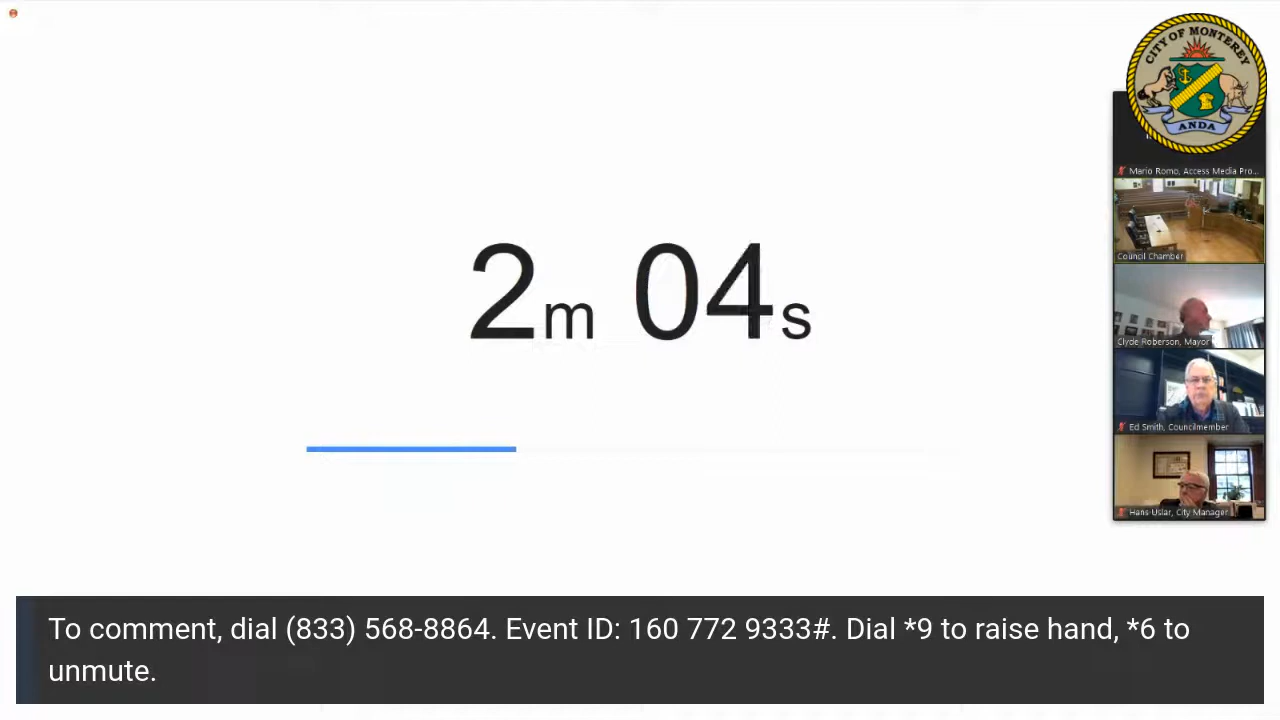 CITY OF MONTEREY
ANDA
Mario Romo, Access Media Pro...
Council Chamber
2m 04s
Clyde Roberson, Mayor
Ed Smith, Councilmember
Hans Uslar, City Manager
To comment, dial (833) 568-8864. Event ID: 160 772 9333#. Dial *9 to raise hand, *6 to
unmute.